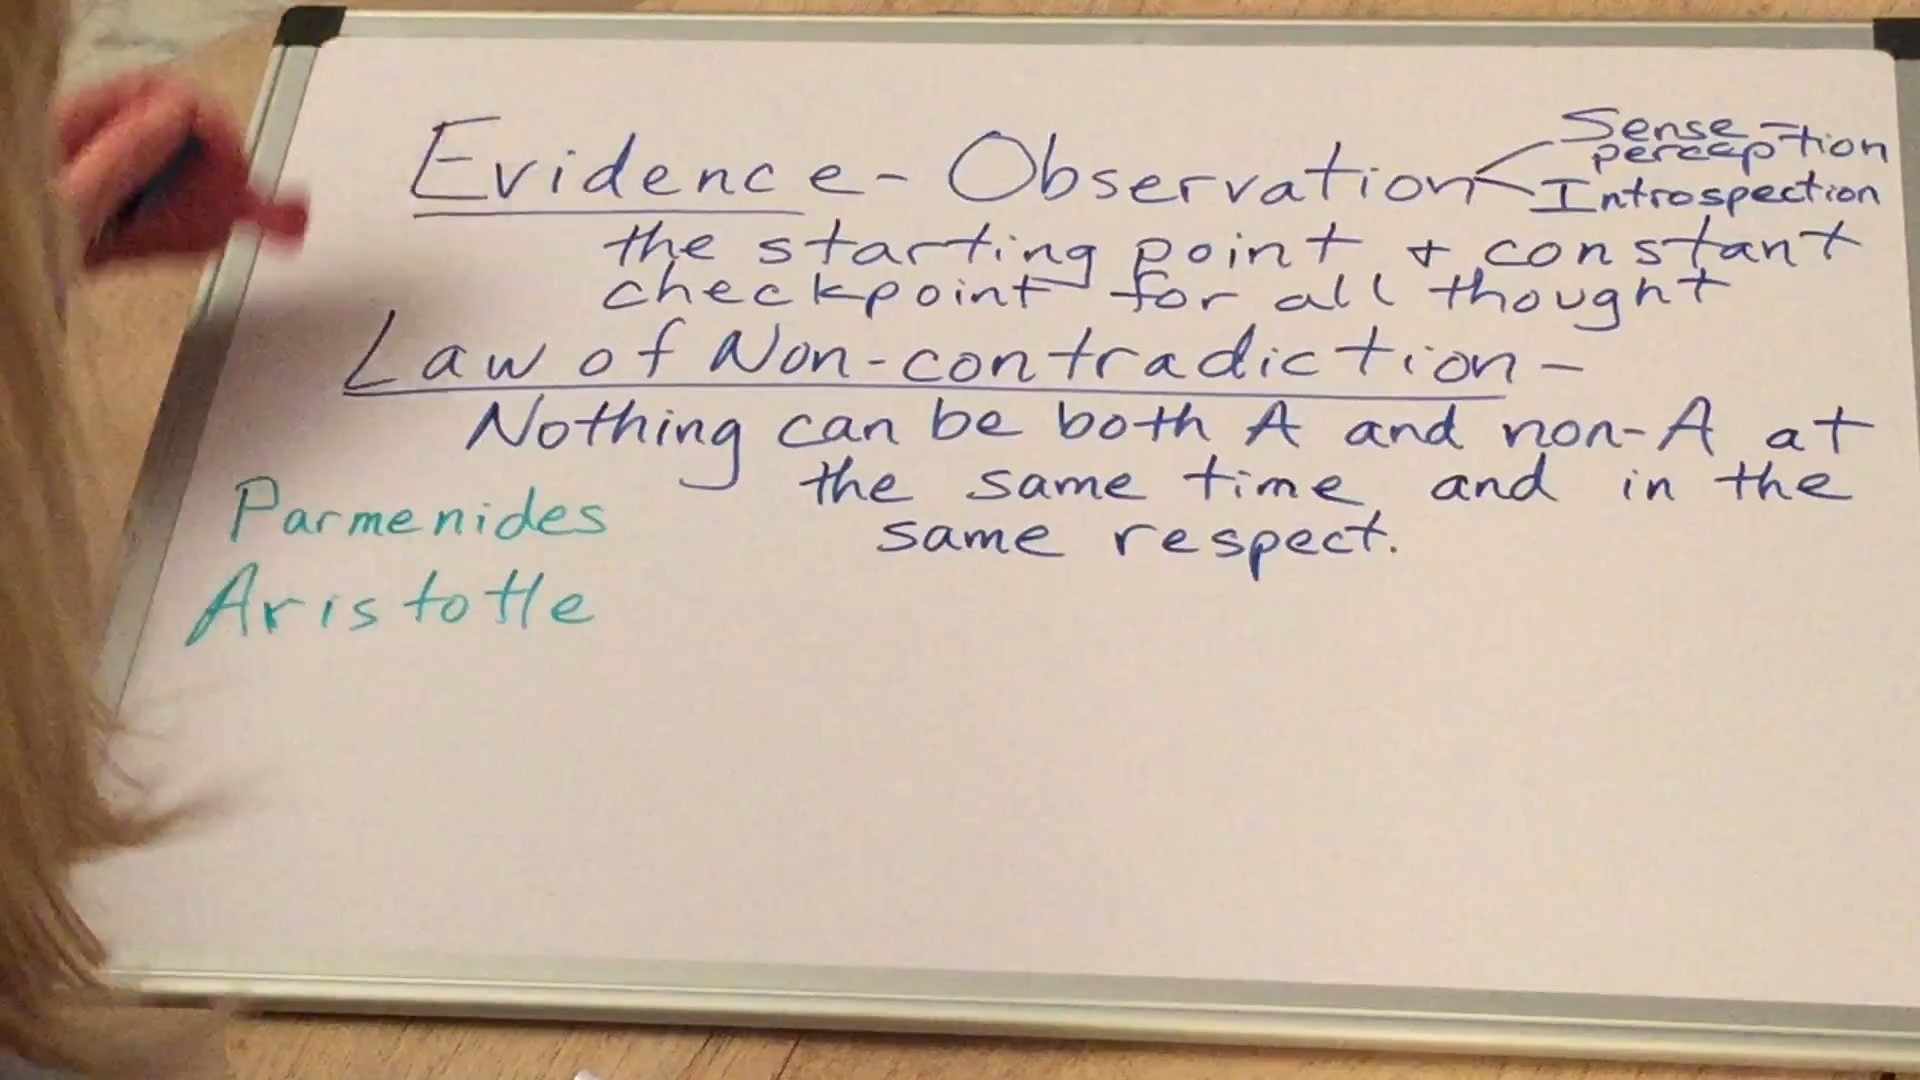 Evidence - Observation
Sense-
perception
Introspection
the starting point + constant
checkpoint for all thought
Law of Non-contradiction -
Nothing can be both A and non-A at
the same time and in the
same respect.
Parmenides
Aristotle